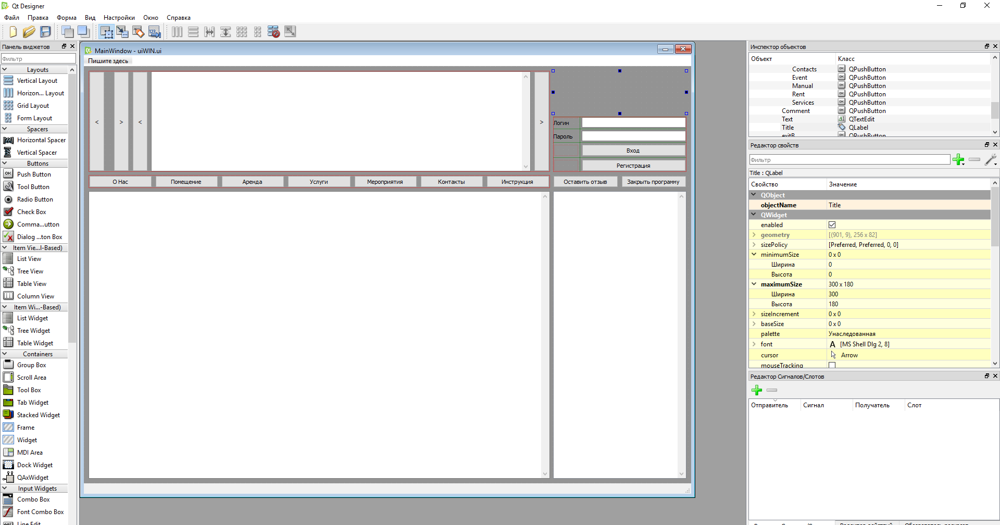 Qt Designer
Файл Правка Форма Вид Настройки Окно Справка
Панель виджетов
Фильтр
Layouts
Vertical Layout
Horizon... Layout
Grid Layout
Form Layout
Spacers
Horizontal Spacer
Vertical Spacer
Buttons
Push Button
Tool Button
Radio Button
Check Box
Comma...utton
Dialog ...ton Box
Item Vie...l-Based)
List View
Tree View
Table View
Column View
Item Wi...-Based)
List Widget
Tree Widget
Table Widget
Containers
Group Box
Scroll Area
Tool Box
Tab Widget
Stacked Widget
Frame
Widget
MDI Area
Dock Widget
QAxWidget
Input Widgets
Combo Box
Font Combo Box
Line Edit
MainWindow - uiWIN.ui
Пишите здесь
< > < >
Логин
Пароль
Вход
Регистрация
О Нас Помещение Аренда Услуги Мероприятия Контакты Инструкция Оставить отзыв Закрыть программу
Инспектор объектов
Объект Класс
Contacts QPushButton
Event QPushButton
Manual QPushButton
Rent QPushButton
Services QPushButton
Comment QPushButton
Text QTextEdit
Title QLabel
exitB QPushButton
Редактор свойств
Фильтр
Title : QLabel
Свойство Значение
QObject
objectName Title
QWidget
enabled
geometry [(901, 9), 256 x 82]
sizePolicy [Preferred, Preferred, 0, 0]
minimumSize 0 x 0
Ширина 0
Высота 0
maximumSize 300 x 180
Ширина 300
Высота 180
sizeIncrement 0 x 0
baseSize 0 x 0
palette Унаследованная
font A [MS Shell Dlg 2, 8]
cursor Arrow
mouseTracking
Редактор Сигналов/Слотов
Отправитель Сигнал Получатель Слот